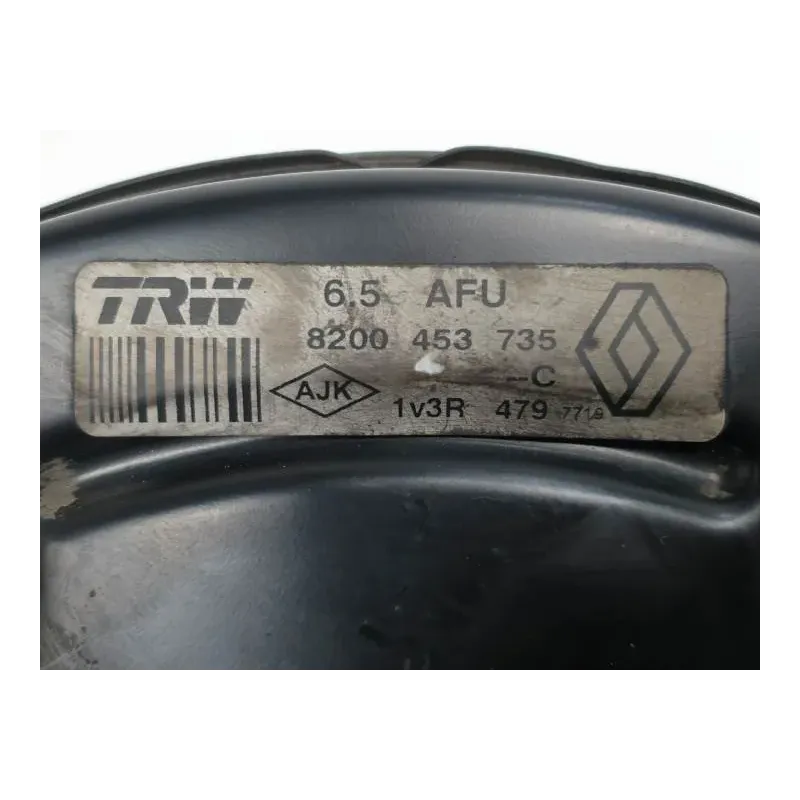 TRW 6.5 AFU
8200 453 735
--C
AJK 1v3R 479 7719